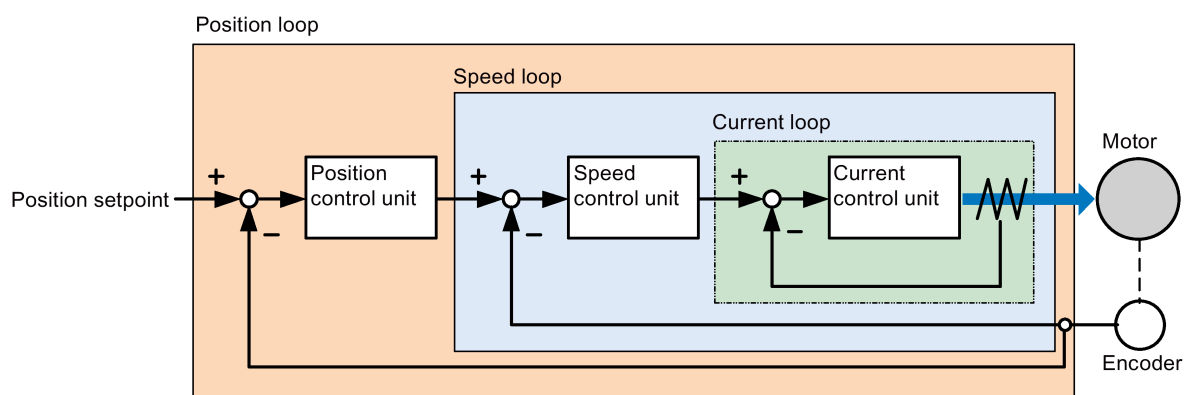 Position loop
Speed loop
Current loop
Motor
+
Position
control unit
+
Speed
control unit
+
Current
control unit
Position setpoint
−
−
−
Encoder